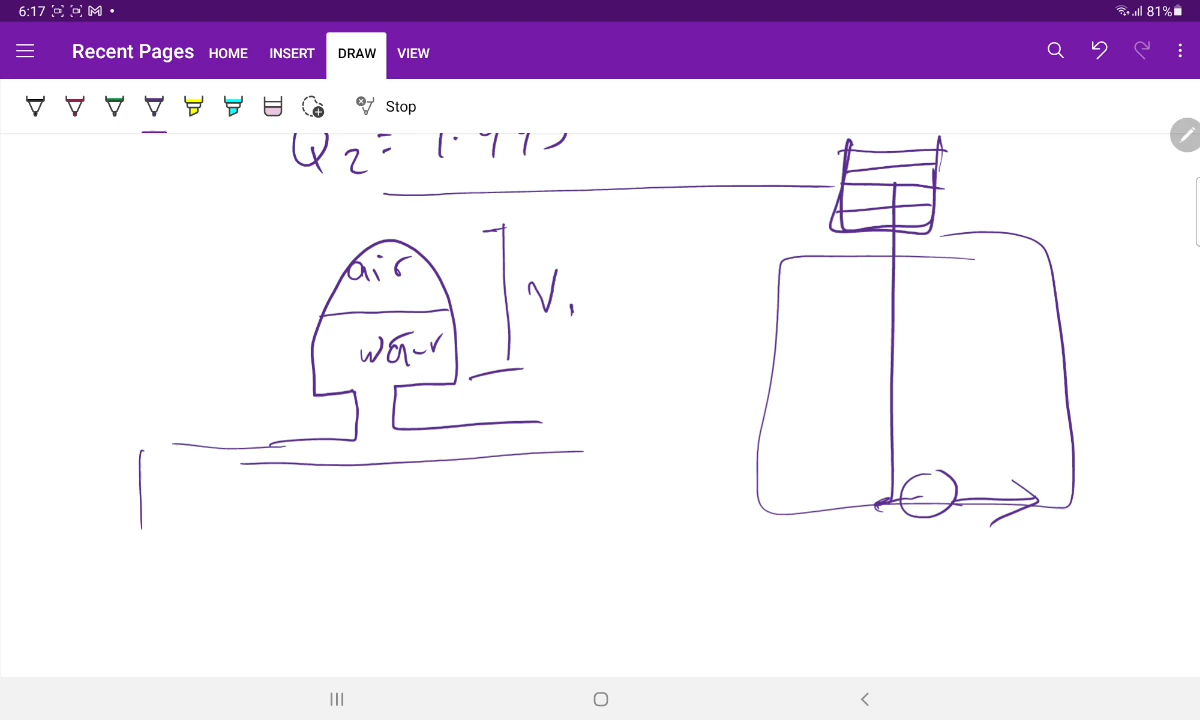 6:17 81%
Recent Pages HOME INSERT DRAW VIEW
Stop
Q2 =
air
V1
water